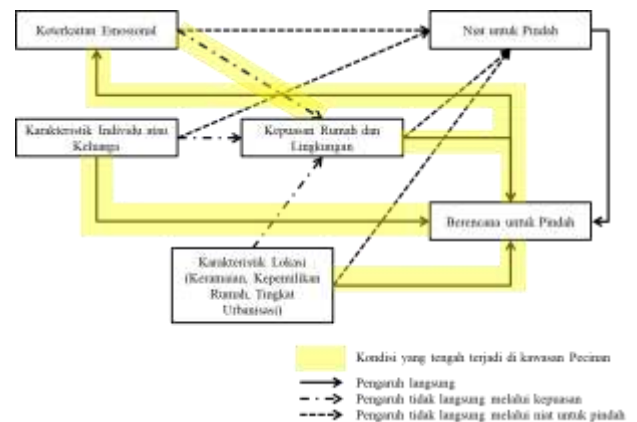 Keterkatan Emosional
Niat untuk Pindah
Karakteristik Individu atau
Keluarga
Kepuasan Rumah dan
Lingkungan
Berencana untuk Pindah
Karakteristik Lokasi
(Keramaian, Kepemilikan
Rumah, Tingkat
Urbanisasi)
Kondisi yang tengah terjadi di kawasan Pecinan
Pengaruh langsung
Pengaruh tidak langsung melalui kepuasan
Pengaruh tidak langsung melalui niat untuk pindah